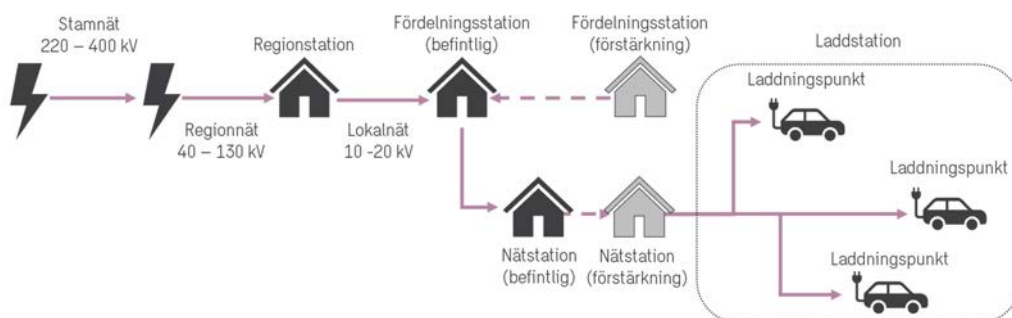 Stamnät
220 – 400 kV
Regionstation
Fördelningsstation
(befintlig)
Fördelningsstation
(förstärkning)
Laddstation
Laddningspunkt
Regionnät
40 – 130 kV
Lokalnät
10 -20 kV
Laddningspunkt
Nätstation
(befintlig)
Nätstation
(förstärkning)
Laddningspunkt